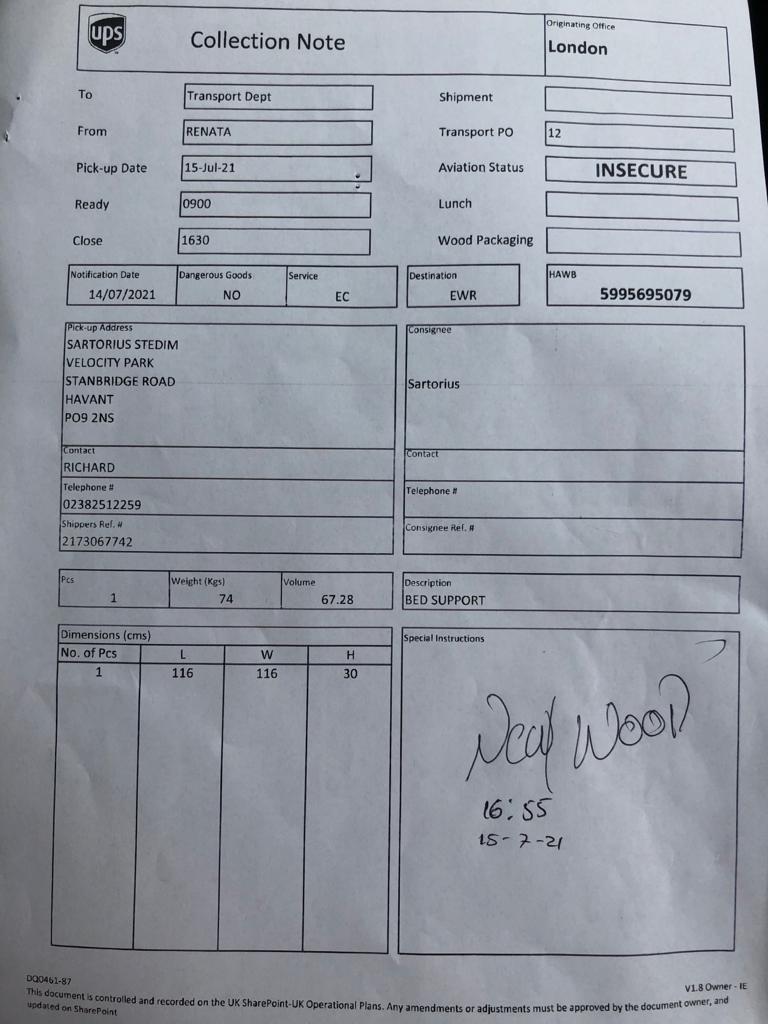 ups
Collection Note
Originating Office
London
To
Transport Dept
Shipment
From
RENATA
Transport PO
12
Pick-up Date
15-Jul-21
Aviation Status
INSECURE
Ready
0900
Lunch
Close
1630
Wood Packaging
Notification Date
14/07/2021
Dangerous Goods
NO
Service
EC
Destination
EWR
HAWB
5995695079
Pick-up Address
SARTORIUS STEDIM
VELOCITY PARK
STANBRIDGE ROAD
HAVANT
PO9 2NS
Contact
RICHARD
Telephone #
02382512259
Shippers Ref. #
2173067742
Consignee
Sartorius
Contact
Telephone #
Consignee Ref. #
Pcs
1
Weight (Kgs)
74
Volume
67.28
Description
BED SUPPORT
Dimensions (cms)
No. of Pcs L W H
1 116 116 30
Special Instructions
WOOD
16:55
15-7-21
DQ0461-87
V1.8 Owner - IE
This document is controlled and recorded on the UK SharePoint-UK Operational Plans. Any amendments or adjustments must be approved by the document owner, and
updated on SharePoint